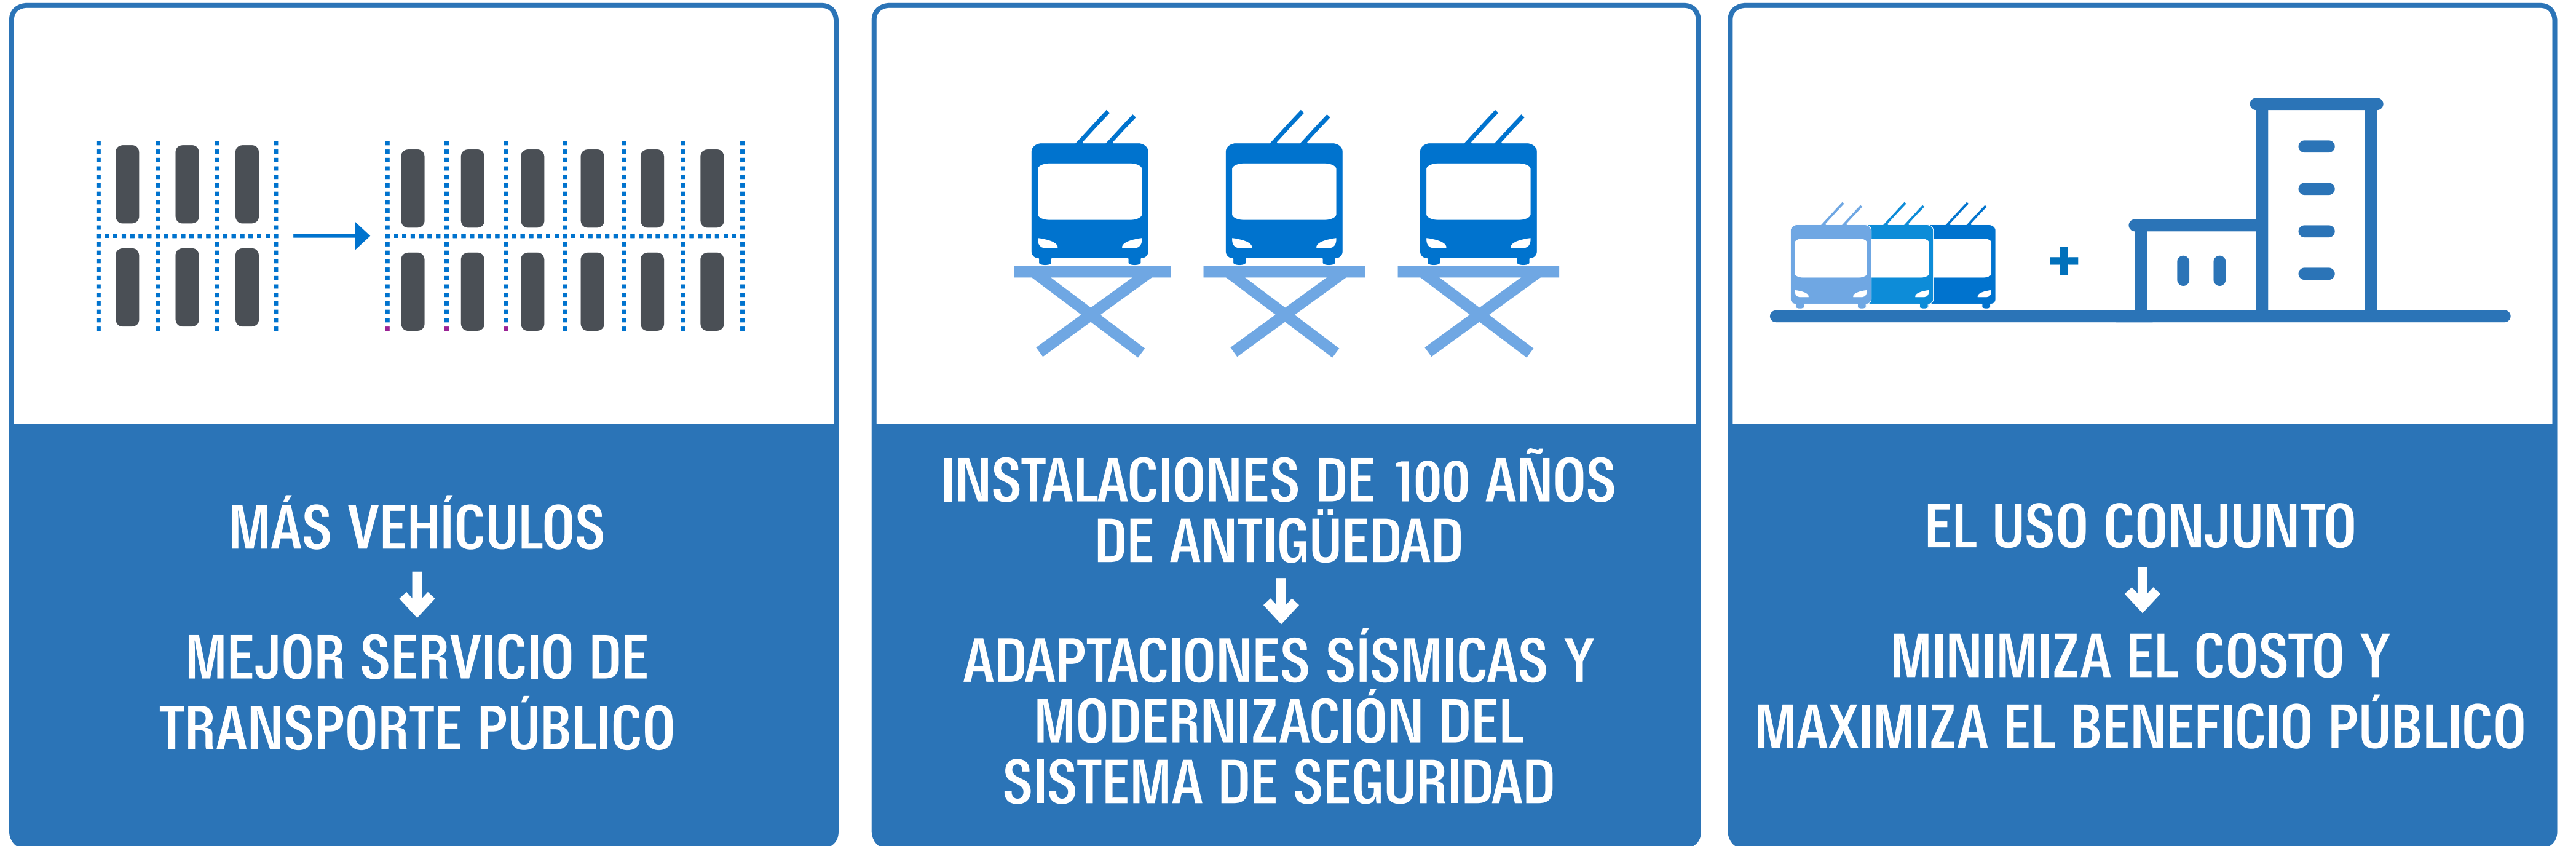 MÁS VEHÍCULOS
MEJOR SERVICIO DE
TRANSPORTE PÚBLICO
INSTALACIONES DE 100 AÑOS
DE ANTIGÜEDAD
ADAPTACIONES SÍSMICAS Y
MODERNIZACIÓN DEL
SISTEMA DE SEGURIDAD
EL USO CONJUNTO
MINIMIZA EL COSTO Y
MAXIMIZA EL BENEFICIO PÚBLICO